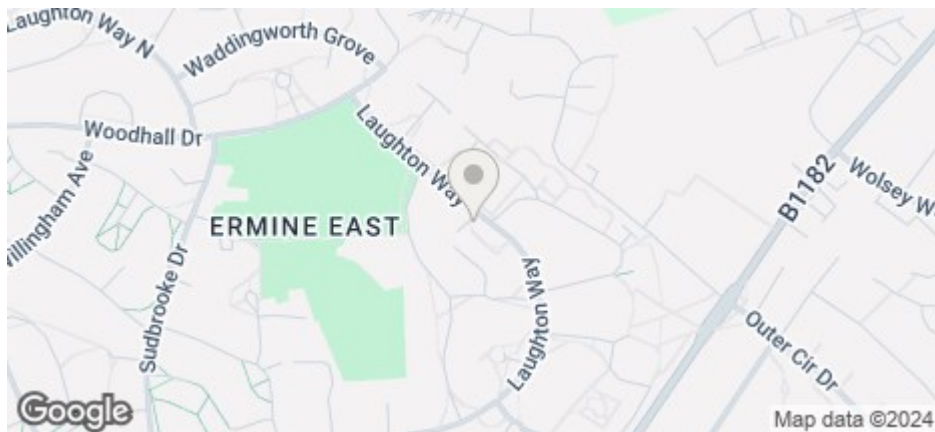 Laughton Way N
Waddingworth Grove
Woodhall Dr
Laughton Way
B1182
Wolsey W
illingham Ave
ERMINE EAST
Sudbrooke Dr
Laughton Way
Outer Cir Dr
Google
Map data ©2024